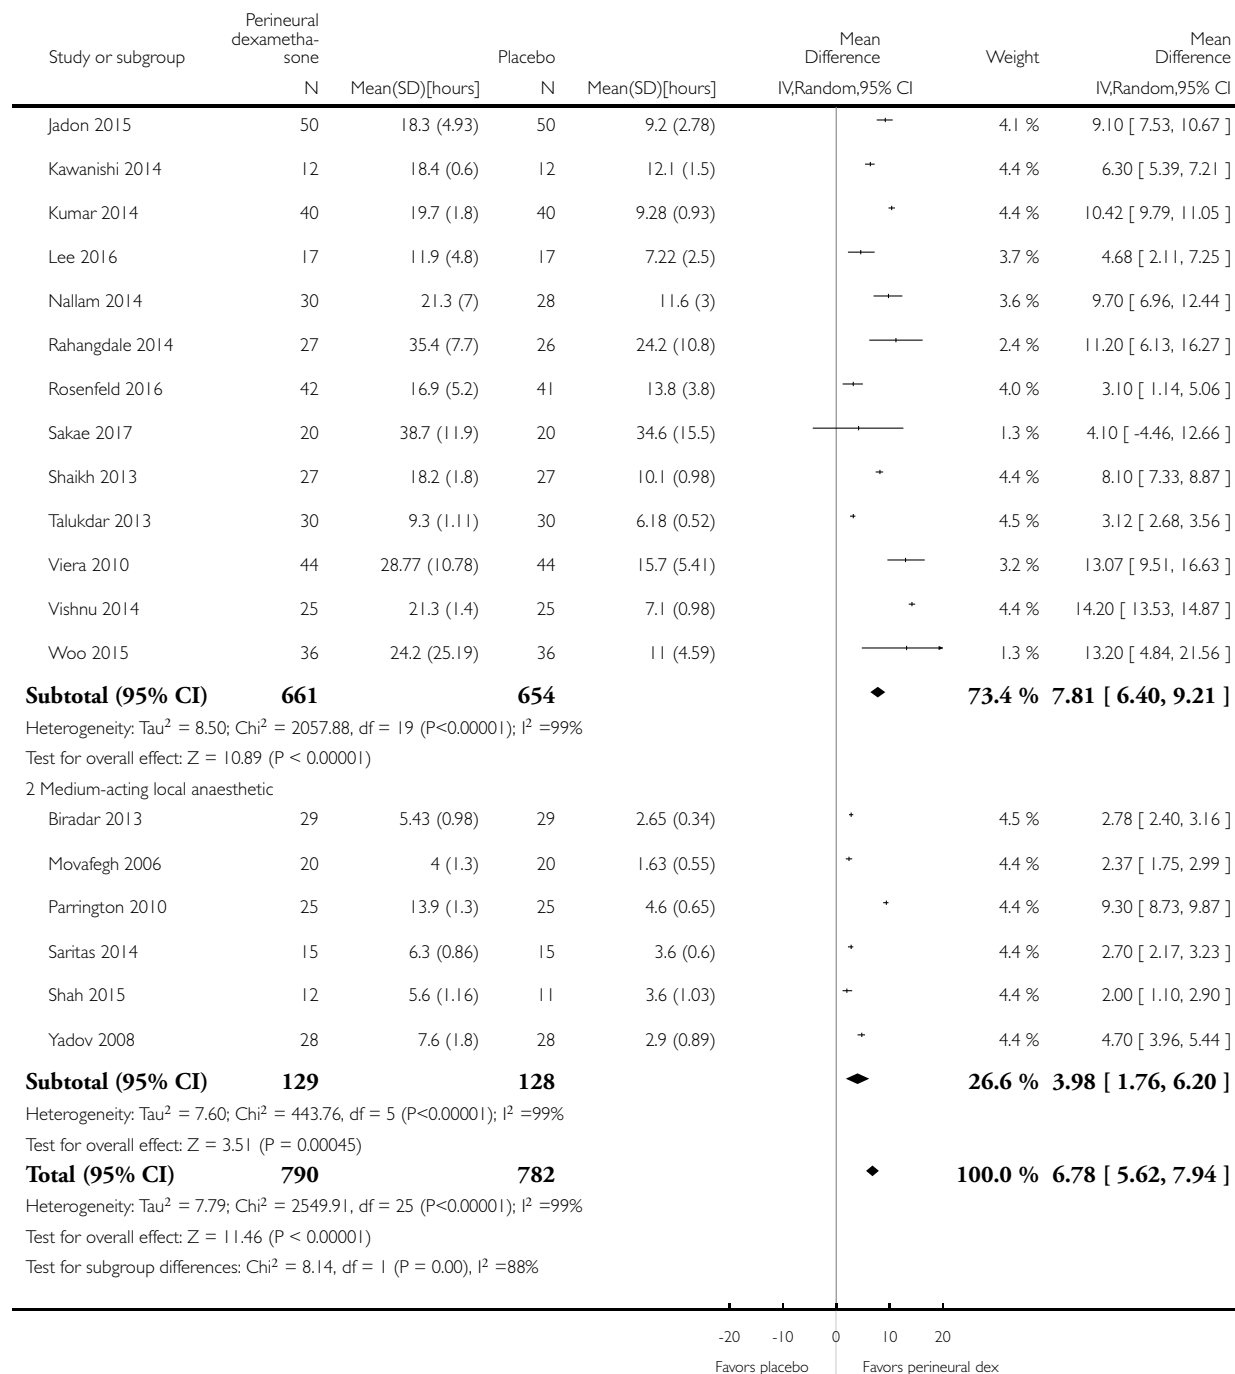 Study or subgroup Perineural dexametha- sone Placebo Mean Difference Weight Mean Difference
N Mean(SD)[hours] N Mean(SD)[hours] IV,Random,95% CI IV,Random,95% CI
Jadon 2015 50 18.3 (4.93) 50 9.2 (2.78) 4.1 % 9.10 [ 7.53, 10.67 ]
Kawanishi 2014 12 18.4 (0.6) 12 12.1 (1.5) 4.4 % 6.30 [ 5.39, 7.21 ]
Kumar 2014 40 19.7 (1.8) 40 9.28 (0.93) 4.4 % 10.42 [ 9.79, 11.05 ]
Lee 2016 17 11.9 (4.8) 17 7.22 (2.5) 3.7 % 4.68 [ 2.11, 7.25 ]
Nallam 2014 30 21.3 (7) 28 11.6 (3) 3.6 % 9.70 [ 6.96, 12.44 ]
Rahangdale 2014 27 35.4 (7.7) 26 24.2 (10.8) 2.4 % 11.20 [ 6.13, 16.27 ]
Rosenfeld 2016 42 16.9 (5.2) 41 13.8 (3.8) 4.0 % 3.10 [ 1.14, 5.06 ]
Sakae 2017 20 38.7 (11.9) 20 34.6 (15.5) 1.3 % 4.10 [ -4.46, 12.66 ]
Shaikh 2013 27 18.2 (1.8) 27 10.1 (0.98) 4.4 % 8.10 [ 7.33, 8.87 ]
Talukdar 2013 30 9.3 (1.11) 30 6.18 (0.52) 4.5 % 3.12 [ 2.68, 3.56 ]
Viera 2010 44 28.77 (10.78) 44 15.7 (5.41) 3.2 % 13.07 [ 9.51, 16.63 ]
Vishnu 2014 25 21.3 (1.4) 25 7.1 (0.98) 4.4 % 14.20 [ 13.53, 14.87 ]
Woo 2015 36 24.2 (25.19) 36 11 (4.59) 1.3 % 13.20 [ 4.84, 21.56 ]
Subtotal (95% CI) 661 654 73.4 % 7.81 [ 6.40, 9.21 ]
Heterogeneity: Tau² = 8.50; Chi² = 2057.88, df = 19 (P<0.00001); I² =99%
Test for overall effect: Z = 10.89 (P < 0.00001)
2 Medium-acting local anaesthetic
Biradar 2013 29 5.43 (0.98) 29 2.65 (0.34) 4.5 % 2.78 [ 2.40, 3.16 ]
Movafegh 2006 20 4 (1.3) 20 1.63 (0.55) 4.4 % 2.37 [ 1.75, 2.99 ]
Parrington 2010 25 13.9 (1.3) 25 4.6 (0.65) 4.4 % 9.30 [ 8.73, 9.87 ]
Saritas 2014 15 6.3 (0.86) 15 3.6 (0.6) 4.4 % 2.70 [ 2.17, 3.23 ]
Shah 2015 12 5.6 (1.16) 11 3.6 (1.03) 4.4 % 2.00 [ 1.10, 2.90 ]
Yadov 2008 28 7.6 (1.8) 28 2.9 (0.89) 4.4 % 4.70 [ 3.96, 5.44 ]
Subtotal (95% CI) 129 128 26.6 % 3.98 [ 1.76, 6.20 ]
Heterogeneity: Tau² = 7.60; Chi² = 443.76, df = 5 (P<0.00001); I² =99%
Test for overall effect: Z = 3.51 (P = 0.00045)
Total (95% CI) 790 782 100.0 % 6.78 [ 5.62, 7.94 ]
Heterogeneity: Tau² = 7.79; Chi² = 2549.91, df = 25 (P<0.00001); I² =99%
Test for overall effect: Z = 11.46 (P < 0.00001)
Test for subgroup differences: Chi² = 8.14, df = 1 (P = 0.00), I² =88%
-20 -10 0 10 20
Favors placebo Favors perineural dex